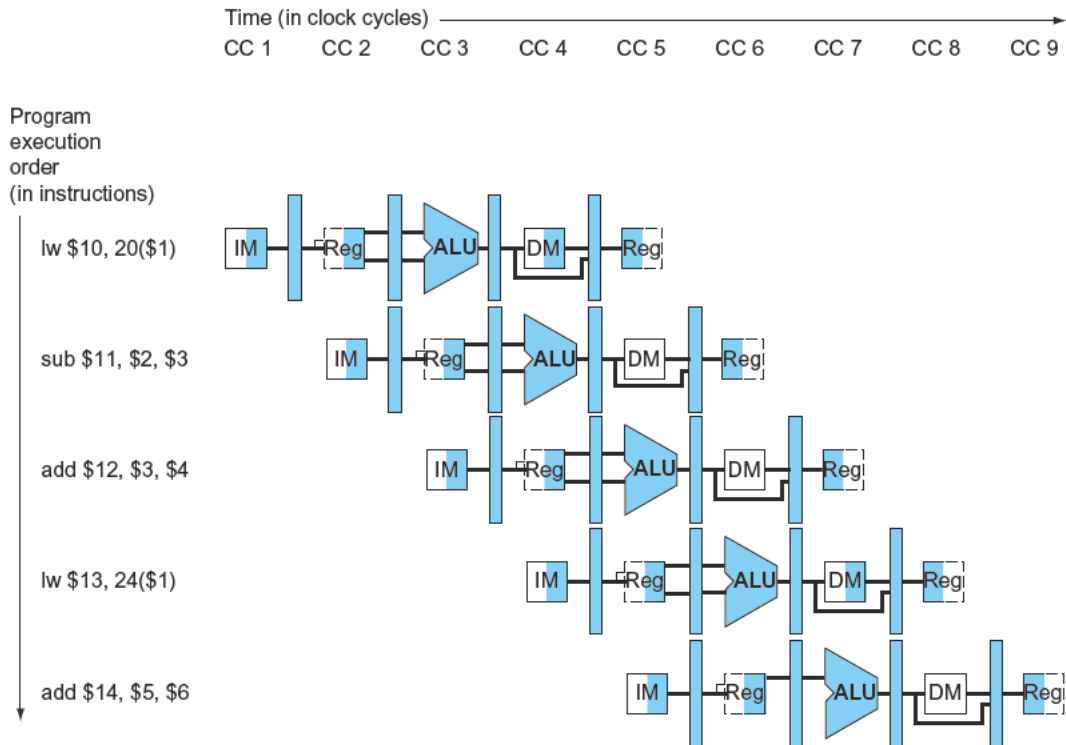 Time (in clock cycles)
CC 1 CC 2 CC 3 CC 4 CC 5 CC 6 CC 7 CC 8 CC 9
Program
execution
order
(in instructions)
lw $10, 20($1) IM Reg ALU DM Reg
sub $11, $2, $3 IM Reg ALU DM Reg
add $12, $3, $4 IM Reg ALU DM Reg
lw $13, 24($1) IM Reg ALU DM Reg
add $14, $5, $6 IM Reg ALU DM Reg